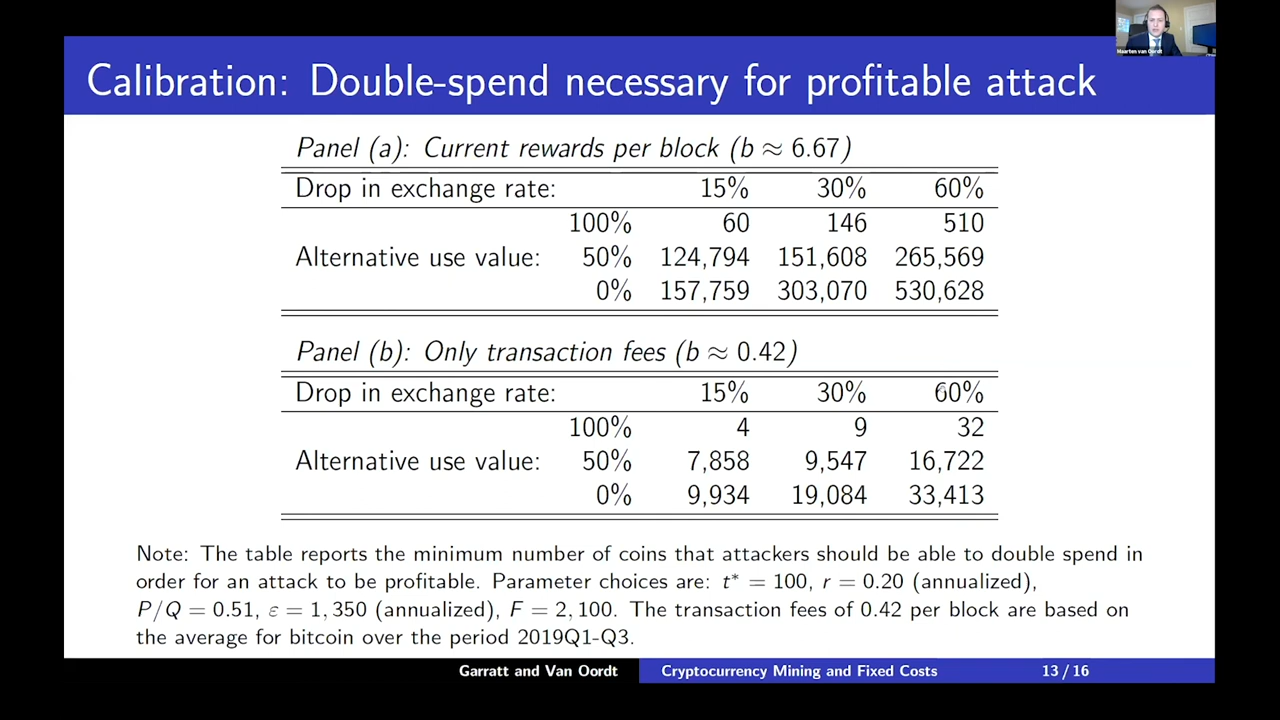 Maarten van Oordt
Calibration: Double-spend necessary for profitable attack
Panel (a): Current rewards per block (b ≈ 6.67)
Drop in exchange rate: 15% 30% 60%
100% 60 146 510
Alternative use value: 50% 124,794 151,608 265,569
0% 157,759 303,070 530,628
Panel (b): Only transaction fees (b ≈ 0.42)
Drop in exchange rate: 15% 30% 60%
100% 4 9 32
Alternative use value: 50% 7,858 9,547 16,722
0% 9,934 19,084 33,413
Note: The table reports the minimum number of coins that attackers should be able to double spend in
order for an attack to be profitable. Parameter choices are: t* = 100, r = 0.20 (annualized),
P/Q = 0.51, ε = 1,350 (annualized), F = 2,100. The transaction fees of 0.42 per block are based on
the average for bitcoin over the period 2019Q1-Q3.
Garratt and Van Oordt Cryptocurrency Mining and Fixed Costs 13 / 16